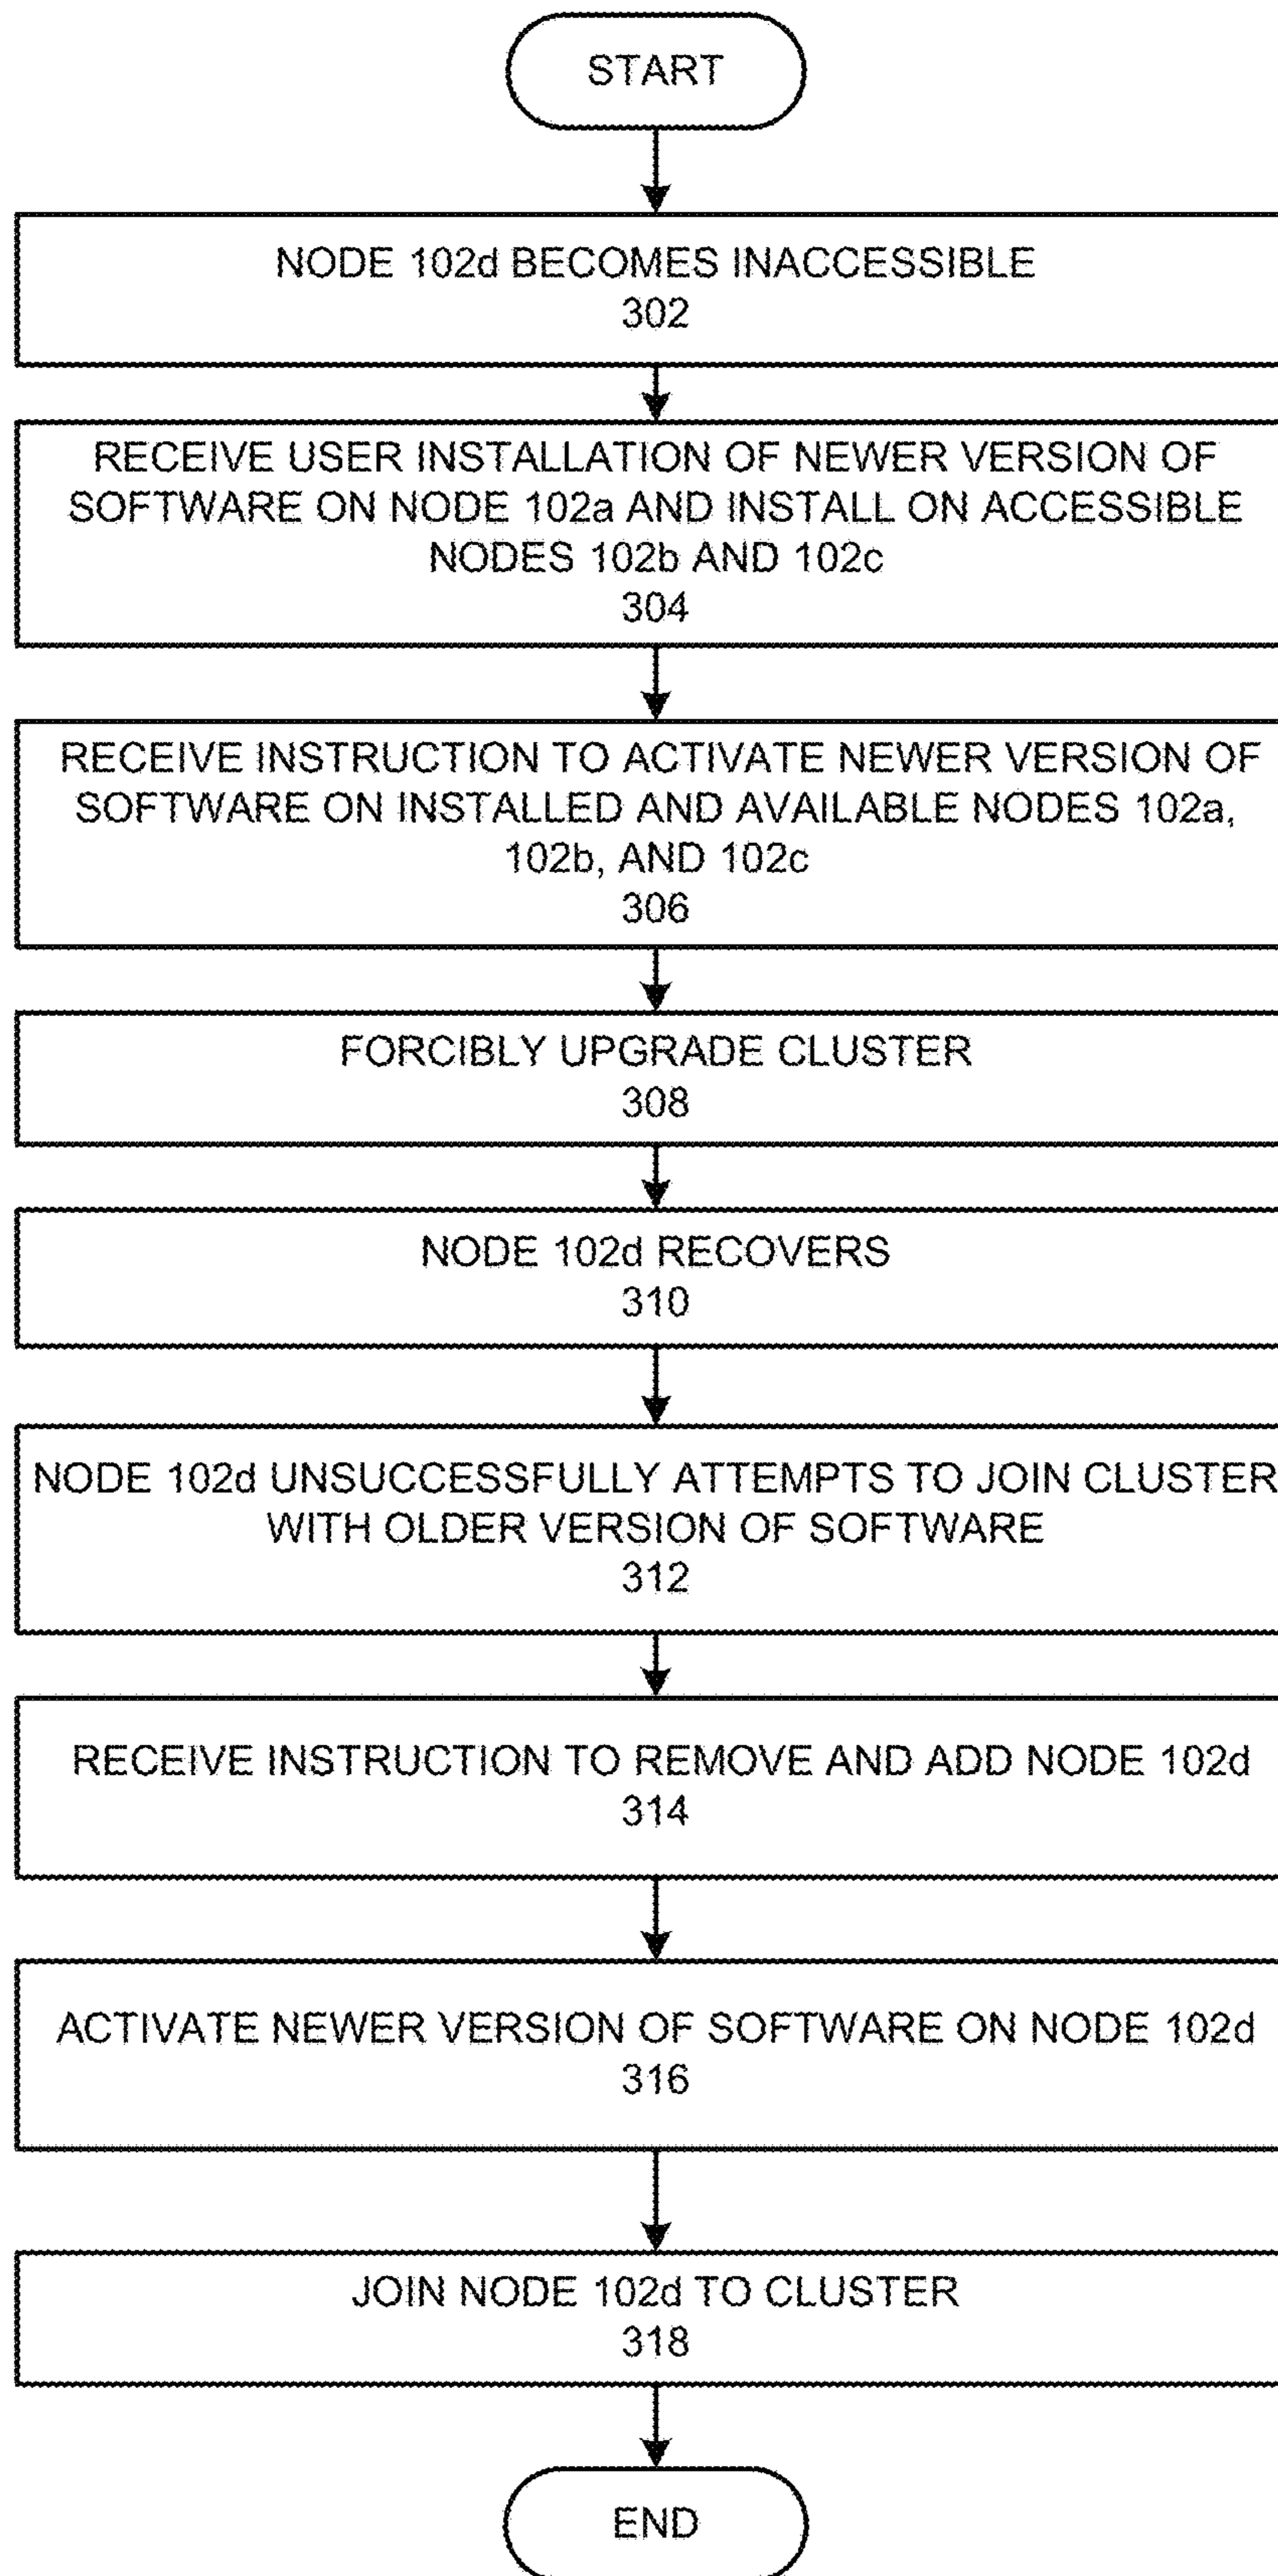 START
NODE 102d BECOMES INACCESSIBLE
302
RECEIVE USER INSTALLATION OF NEWER VERSION OF
SOFTWARE ON NODE 102a AND INSTALL ON ACCESSIBLE
NODES 102b AND 102c
304
RECEIVE INSTRUCTION TO ACTIVATE NEWER VERSION OF
SOFTWARE ON INSTALLED AND AVAILABLE NODES 102a,
102b, AND 102c
306
FORCIBLY UPGRADE CLUSTER
308
NODE 102d RECOVERS
310
NODE 102d UNSUCCESSFULLY ATTEMPTS TO JOIN CLUSTER
WITH OLDER VERSION OF SOFTWARE
312
RECEIVE INSTRUCTION TO REMOVE AND ADD NODE 102d
314
ACTIVATE NEWER VERSION OF SOFTWARE ON NODE 102d
316
JOIN NODE 102d TO CLUSTER
318
END